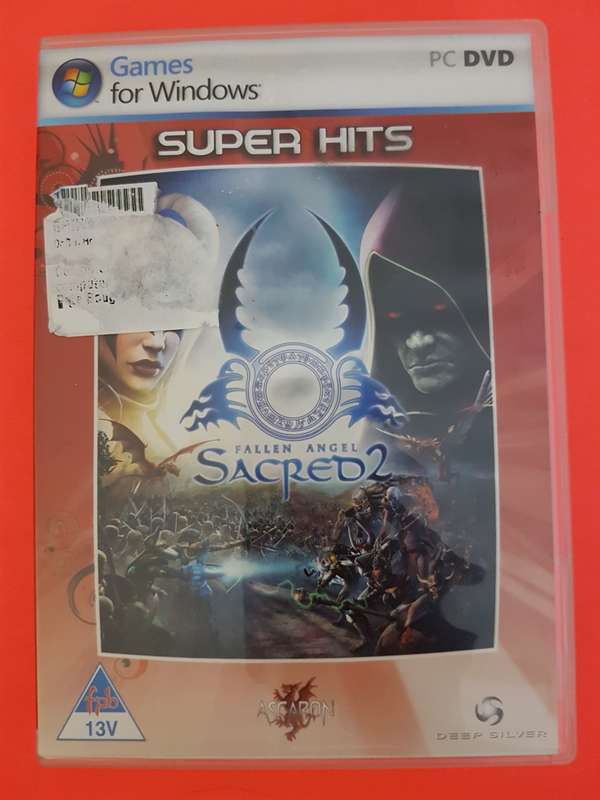 Games
for Windows
PC DVD
SUPER HITS
FALLEN ANGEL
SACRED 2
fpb
13V
ASCARON
DEEP SILVER